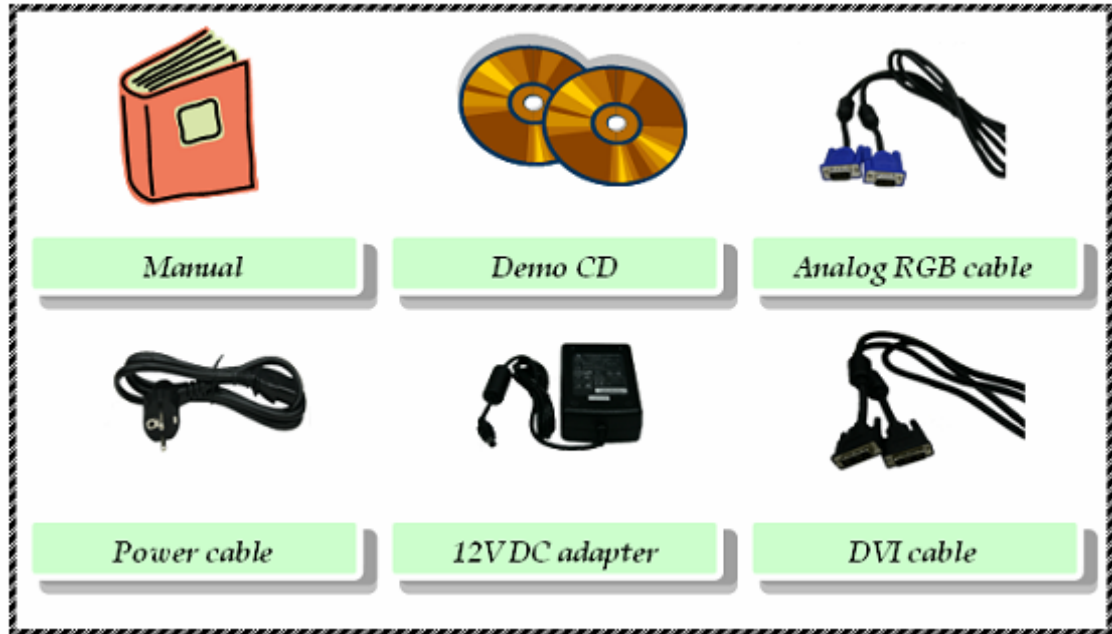 Manual
Demo CD
Analog RGB cable
Power cable
12V DC adapter
DVI cable